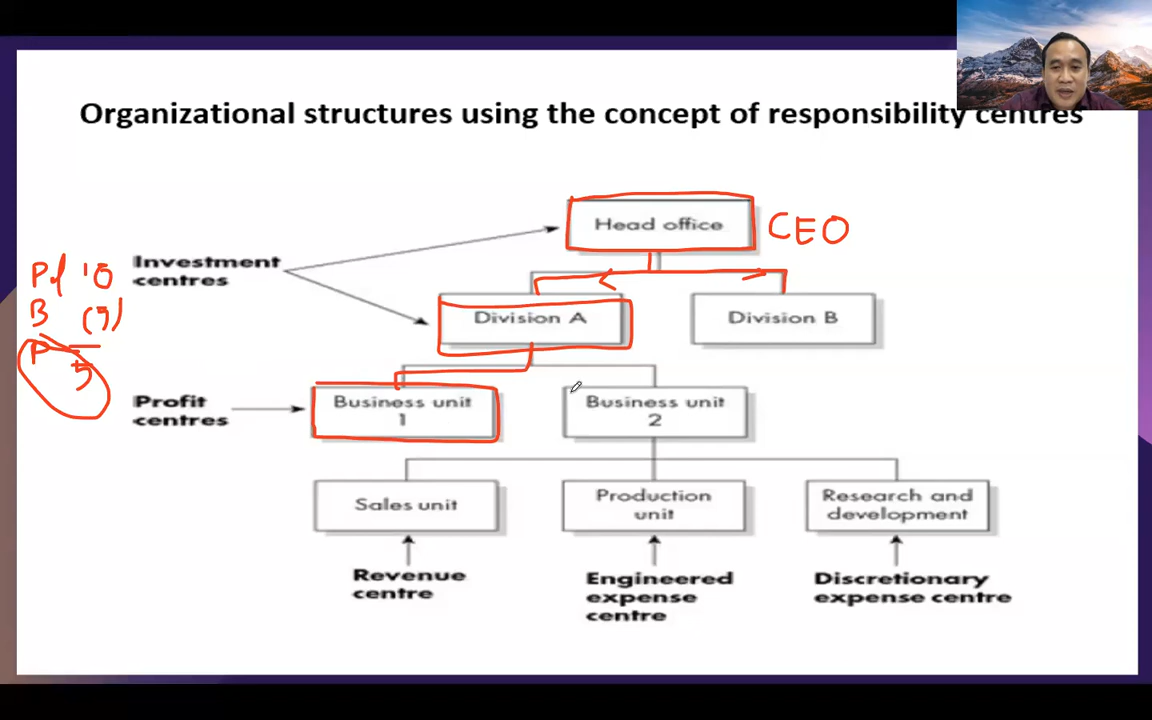 Organizational structures using the concept of responsibility centres
Head office
CEO
Investment
centres
Division A
Division B
Profit
centres
Business unit
1
Business unit
2
Sales unit
Production
unit
Research and
development
Revenue
centre
Engineered
expense
centre
Discretionary
expense centre
10
B
P
5